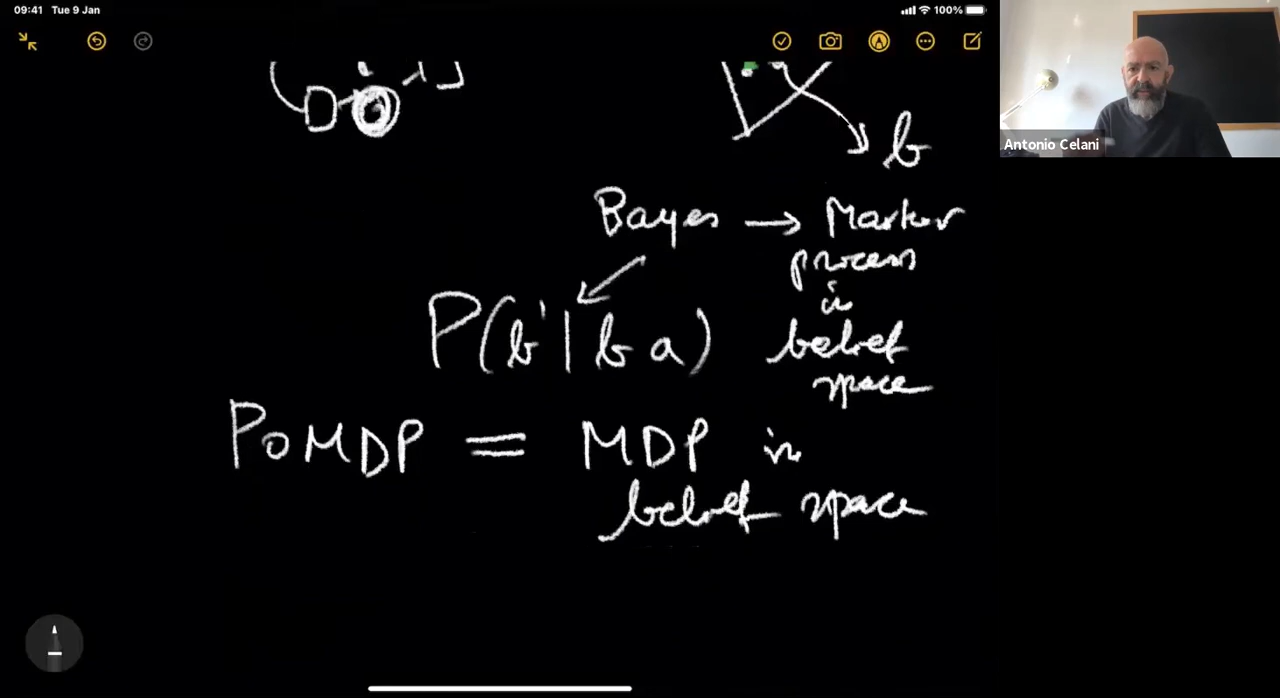 09:41 Tue 9 Jan
100%
Antonio Celani
b
Bayes → Markov
process
in
belief
space
P(b'|b a)
POMDP = MDP in
belief space